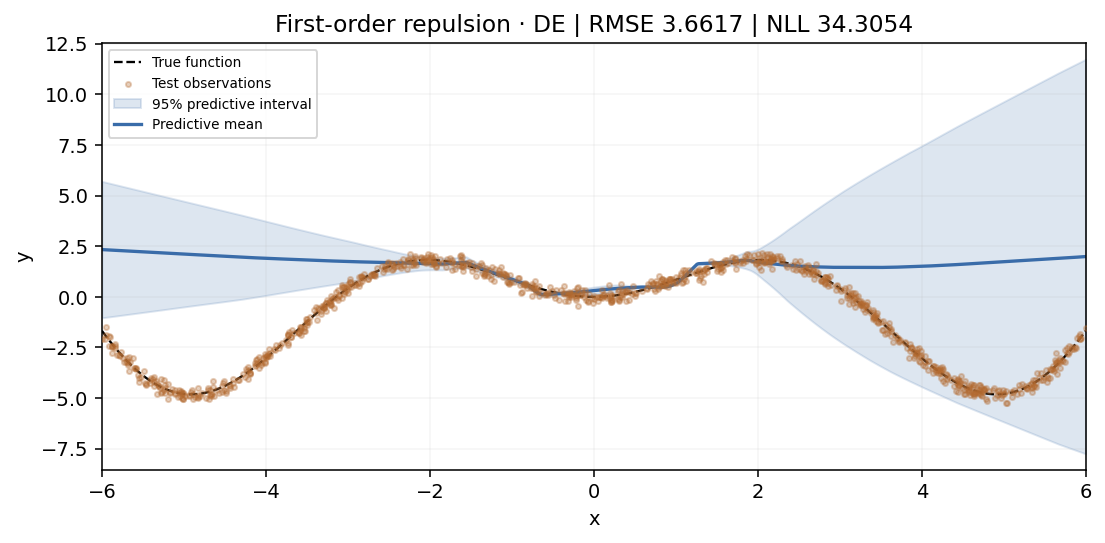 First-order repulsion · DE | RMSE 3.6617 | NLL 34.3054
True function
Test observations
95% predictive interval
Predictive mean
12.5
10.0
7.5
5.0
2.5
0.0
−2.5
−5.0
−7.5
y
−6
−4
−2
0
2
4
6
x